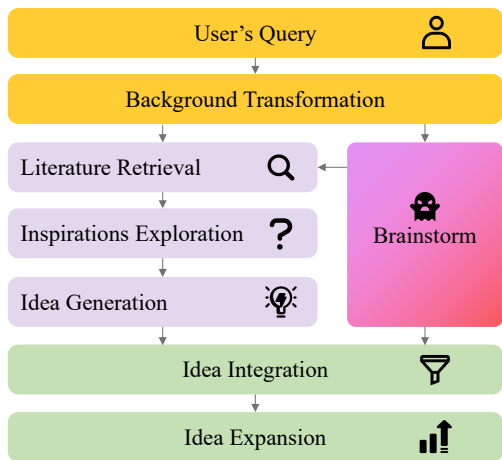 User’s Query
Background Transformation
Literature Retrieval
Inspirations Exploration
Brainstorm
Idea Generation
Idea Integration
Idea Expansion